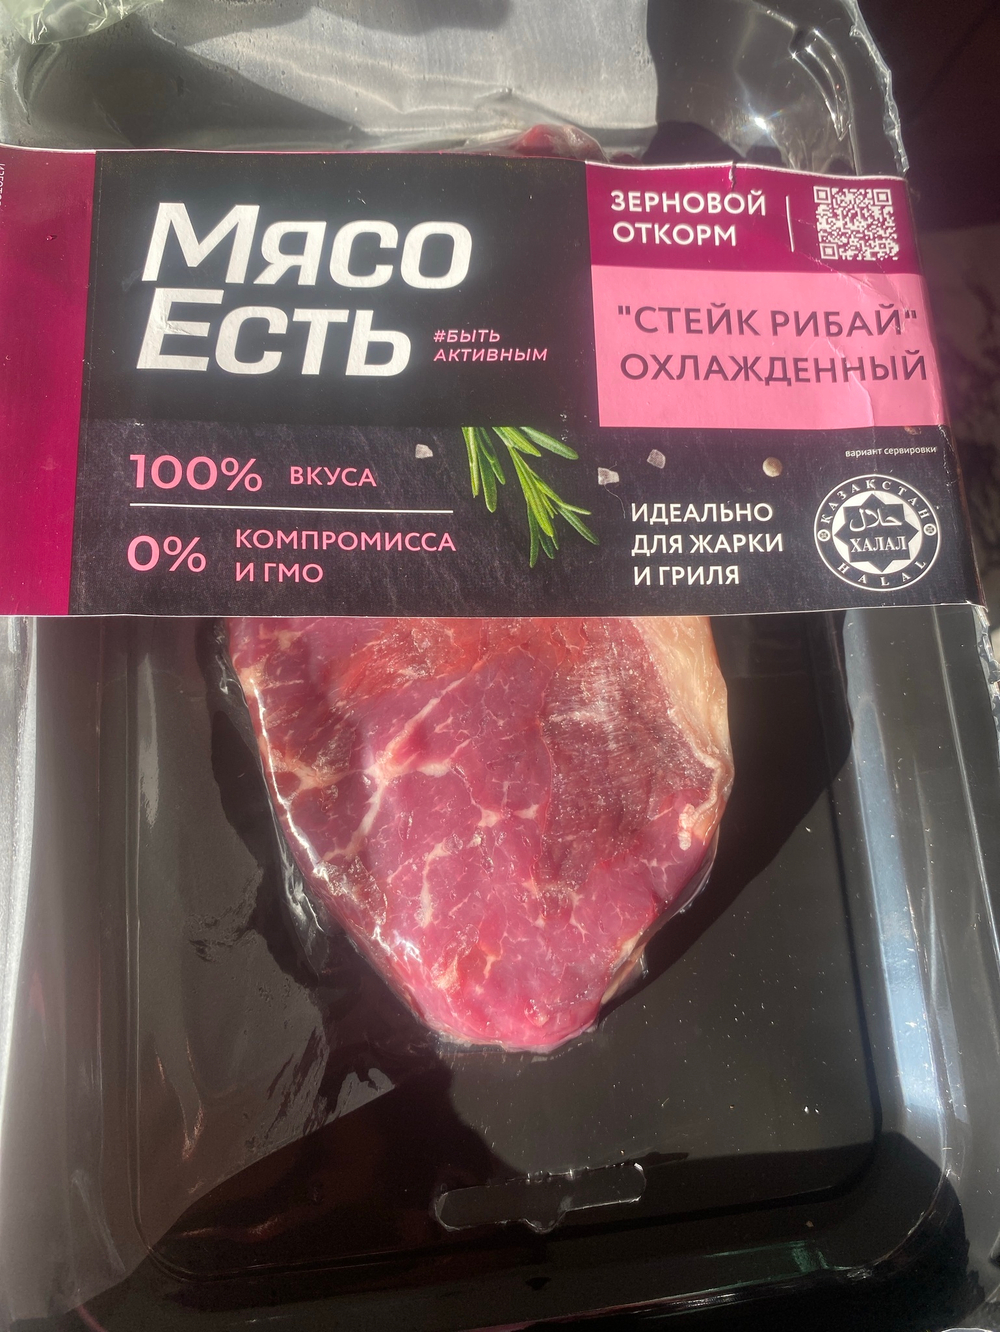 Мясо
Есть
#БЫТЬ
АКТИВНЫМ
ЗЕРНОВОЙ
ОТКОРМ
"СТЕЙК РИБАЙ"
ОХЛАЖДЕННЫЙ
100% ВКУСА
0% КОМПРОМИССА
И ГМО
вариант сервировки
ИДЕАЛЬНО
ДЛЯ ЖАРКИ
И ГРИЛЯ
КАЗАКСТАН
حلال
ХАЛАЛ
HALAL